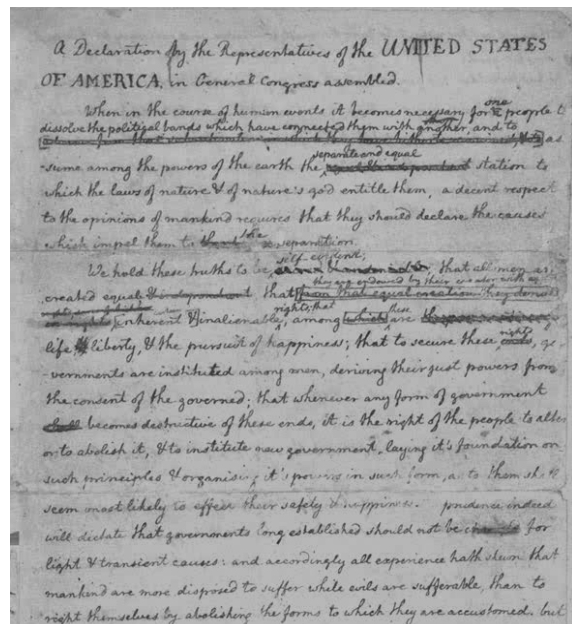 A Declaration by the Representatives of the UNITED STATES
OF AMERICA, in General Congress assembled.
When in the course of human events it becomes necessary for one people to
dissolve the political bands which have connected them with another, and to
as
-sume among the powers of the earth the separate and equal station to
which the laws of nature & of nature's god entitle them, a decent respect
to the opinions of mankind requires that they should declare the causes
which impel them to the separation.
We hold these truths to be self-evident; that all men are
created equal & independent, that they are endowed by their creator with
from that equal creation they derive
rights; that these
inherent & inalienable, among which are
life & liberty, & the pursuit of happiness; that to secure these rights, go
-vernments are instituted among men, deriving their just powers from
the consent of the governed; that whenever any form of government
becomes destructive of these ends, it is the right of the people to alter
or to abolish it, & to institute new government, laying it's foundation on
such principles & organising it's powers in such form, as to them shall
seem most likely to effect their safety & happiness. prudence indeed
will dictate that governments long established should not be for
light & transient causes: and accordingly all experience hath shewn that
mankind are more disposed to suffer while evils are sufferable, than to
right themselves by abolishing the forms to which they are accustomed. but